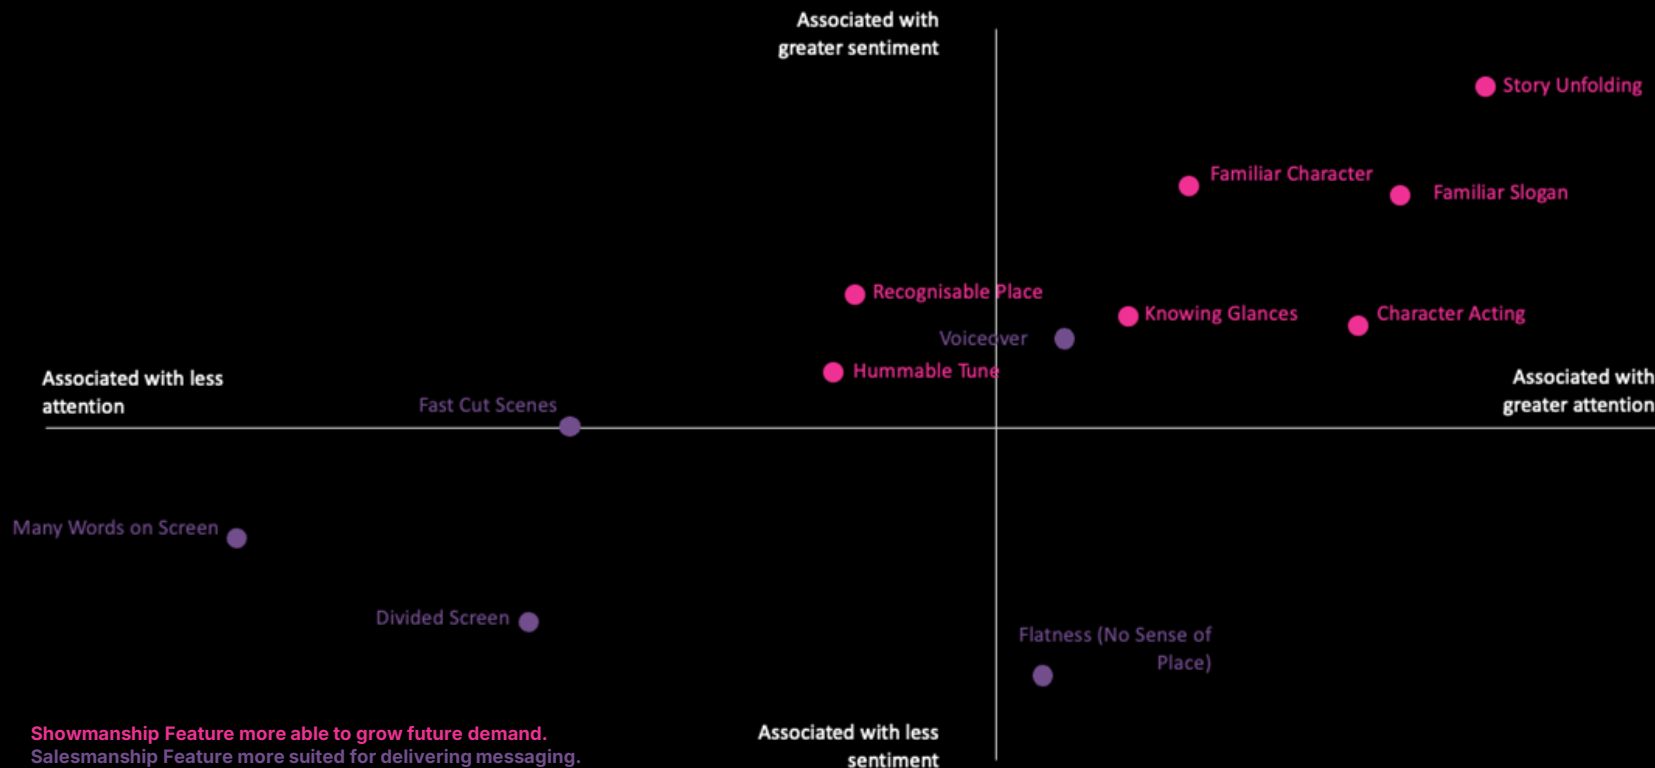 Associated with
greater sentiment
Story Unfolding
Familiar Character
Familiar Slogan
Recognisable Place
Knowing Glances
Character Acting
Voiceover
Hummable Tune
Associated with less
attention
Associated with
greater attention
Fast Cut Scenes
Many Words on Screen
Divided Screen
Flatness (No Sense of
Place)
Showmanship Feature more able to grow future demand.
Salesmanship Feature more suited for delivering messaging.
Associated with less
sentiment